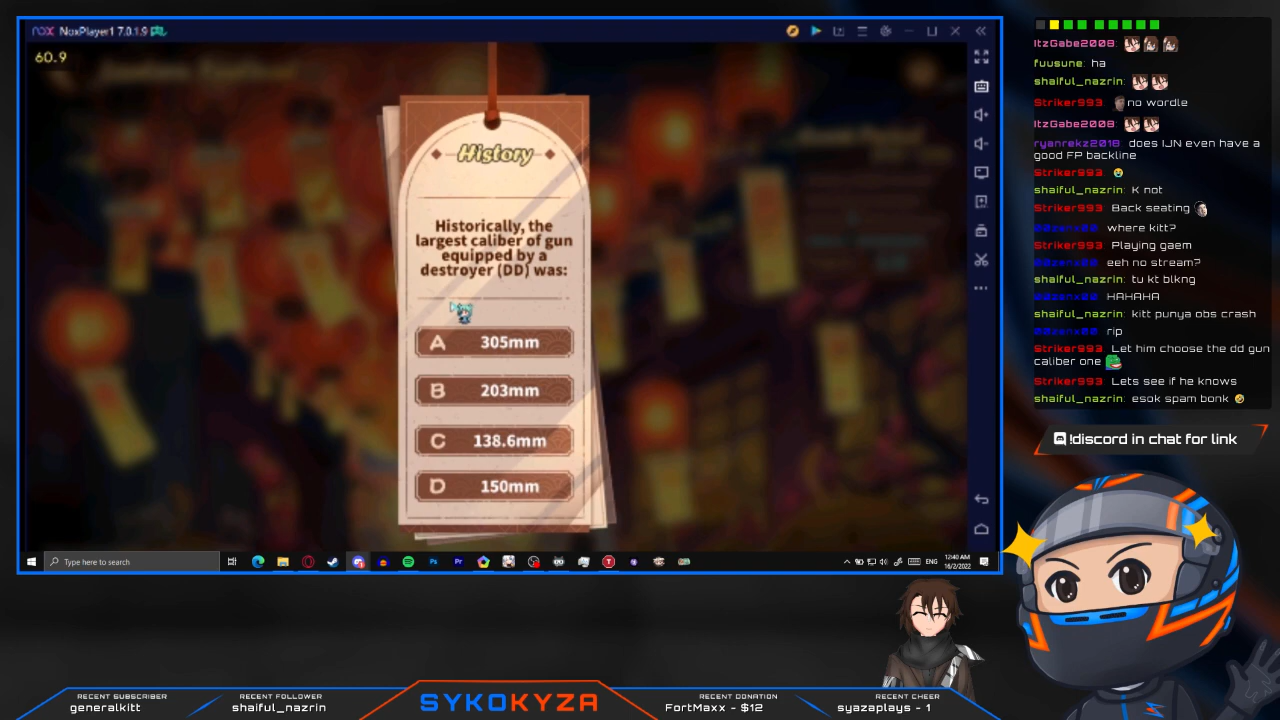 NoxPlayer1 7.0.1.9
60.9
History
Historically, the
largest caliber of gun
equipped by a
destroyer (DD) was:
A 305mm
B 203mm
C 138.6mm
D 150mm
Type here to search
ENG
12:40 AM
16/2/2022
ItzGabe2008:
fuusune: ha
shaiful_nazrin:
Striker993 no wordle
ItzGabe2008:
ryanrekz2018 does IJN even have a
good FP backline
Striker993
shaiful_nazrin: K not
Striker993 Back seating
where kitt?
Striker993 Playing gaem
eeh no stream?
shaiful_nazrin: tu kt blkng
HAHAHA
shaiful_nazrin: kitt punya obs crash
rip
Striker993 Let him choose the dd gun
caliber one
Striker993 Lets see if he knows
shaiful_nazrin: esok spam bonk
!discord in chat for link
RECENT SUBSCRIBER
generalkitt
RECENT FOLLOWER
shaiful_nazrin
SYKOKYZA
RECENT DONATION
FortMaxx - $12
RECENT CHEER
syazaplays - 1